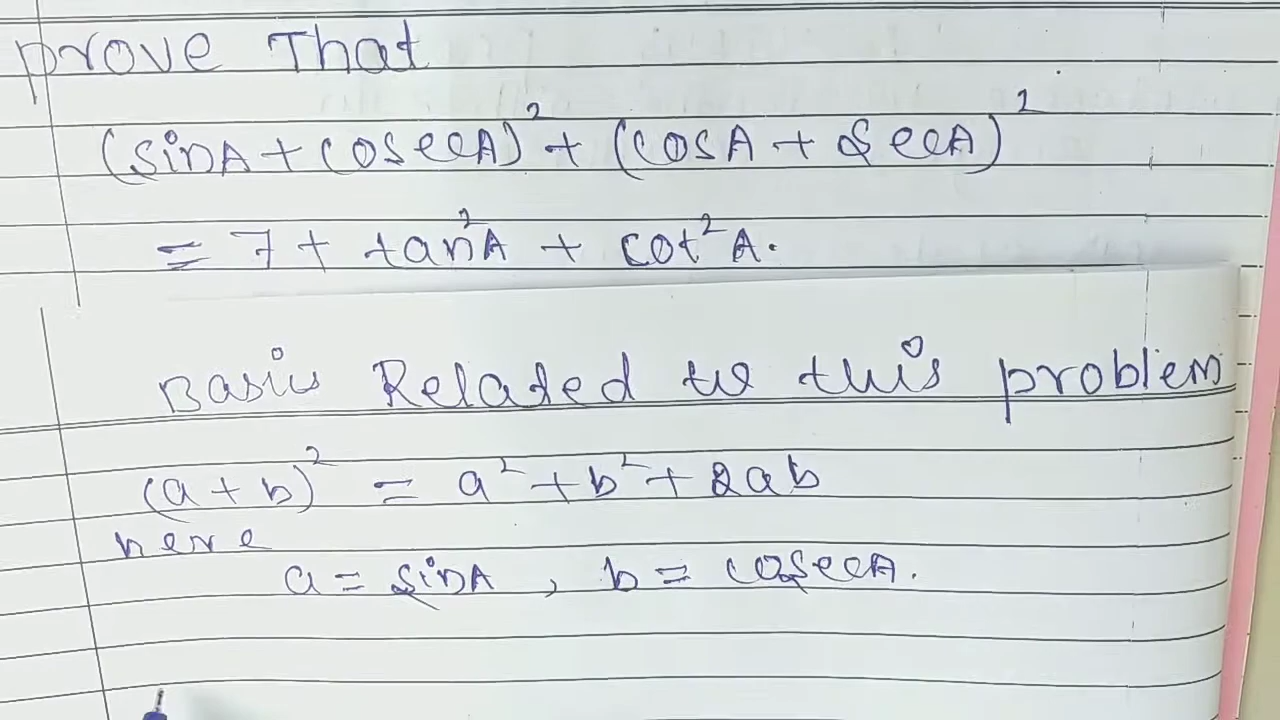 prove That
(sinA + cosecA)² + (cosA + SecA)²
= 7 + tan²A + cot²A.
Basics Related to this problem
(a + b)² = a² + b² + 2ab
here
a = sinA , b = cosecA.